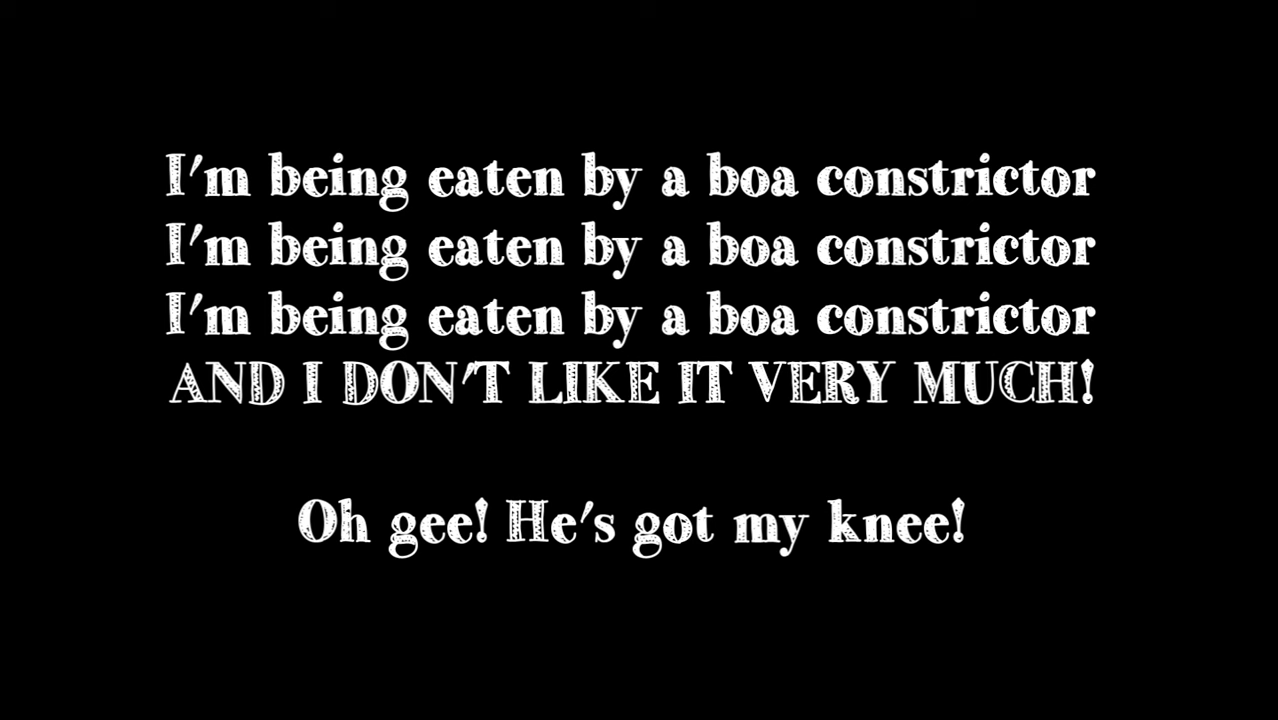 I'm being eaten by a boa constrictor
I'm being eaten by a boa constrictor
I'm being eaten by a boa constrictor
AND I DON'T LIKE IT VERY MUCH!
Oh gee! He's got my knee!